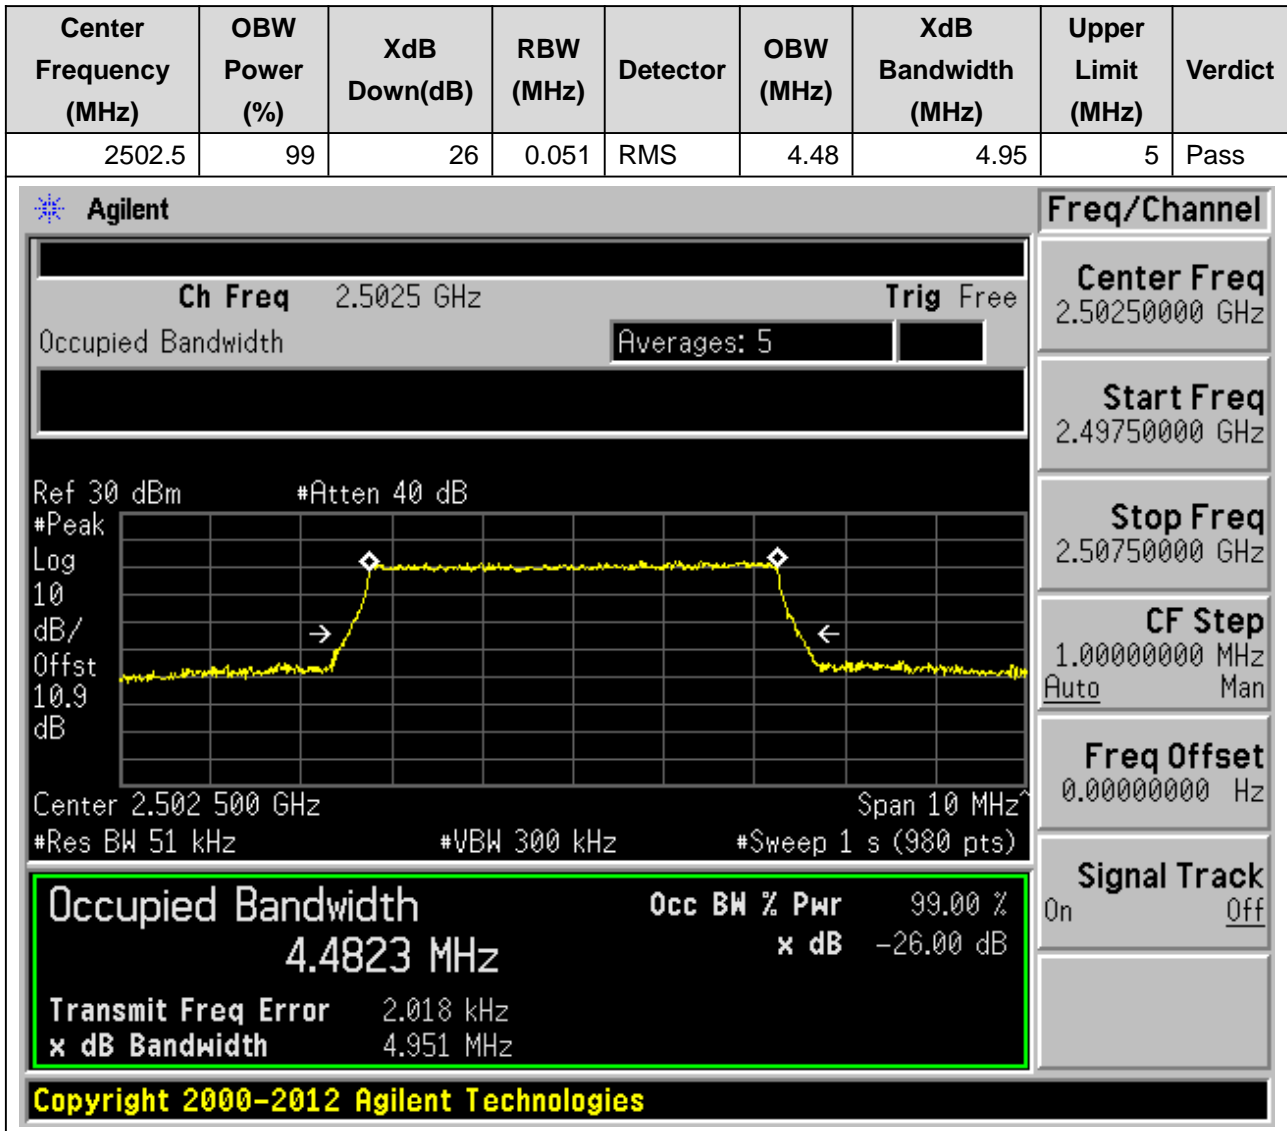 Center Frequency (MHz) OBW Power (%) XdB Down(dB) RBW (MHz) Detector OBW (MHz) XdB Bandwidth (MHz) Upper Limit (MHz) Verdict
2502.5 99 26 0.051 RMS 4.48 4.95 5 Pass
Agilent
Freq/Channel
Ch Freq 2.5025 GHz Trig Free
Occupied Bandwidth Averages: 5
Ref 30 dBm #Atten 40 dB
#Peak
Log
10
dB/
Offst
10.9
dB
Center 2.502 500 GHz Span 10 MHz^
#Res BW 51 kHz #VBW 300 kHz #Sweep 1 s (980 pts)
Occupied Bandwidth Occ BW % Pwr 99.00 %
4.4823 MHz x dB -26.00 dB
Transmit Freq Error 2.018 kHz
x dB Bandwidth 4.951 MHz
Center Freq
2.50250000 GHz
Start Freq
2.49750000 GHz
Stop Freq
2.50750000 GHz
CF Step
1.00000000 MHz
Auto Man
Freq Offset
0.00000000 Hz
Signal Track
On Off
Copyright 2000-2012 Agilent Technologies